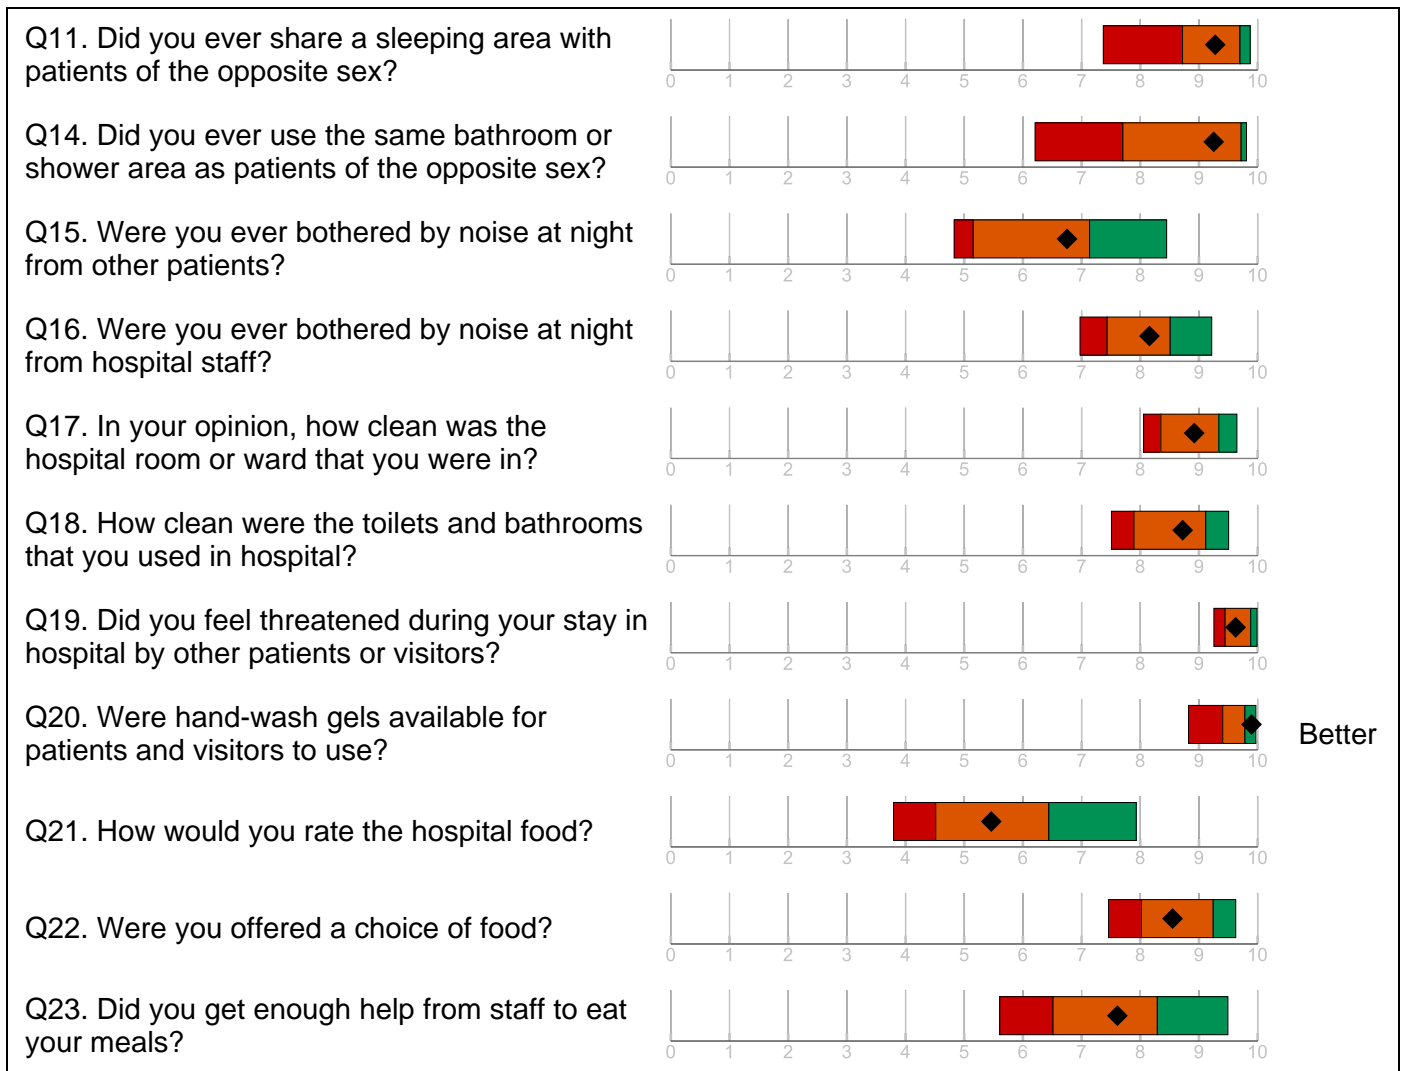 Q11. Did you ever share a sleeping area with
patients of the opposite sex?
0 1 2 3 4 5 6 7 8 9 10
Q14. Did you ever use the same bathroom or
shower area as patients of the opposite sex?
0 1 2 3 4 5 6 7 8 9 10
Q15. Were you ever bothered by noise at night
from other patients?
0 1 2 3 4 5 6 7 8 9 10
Q16. Were you ever bothered by noise at night
from hospital staff?
0 1 2 3 4 5 6 7 8 9 10
Q17. In your opinion, how clean was the
hospital room or ward that you were in?
0 1 2 3 4 5 6 7 8 9 10
Q18. How clean were the toilets and bathrooms
that you used in hospital?
0 1 2 3 4 5 6 7 8 9 10
Q19. Did you feel threatened during your stay in
hospital by other patients or visitors?
0 1 2 3 4 5 6 7 8 9 10
Q20. Were hand-wash gels available for
patients and visitors to use?
Better
0 1 2 3 4 5 6 7 8 9 10
Q21. How would you rate the hospital food?
0 1 2 3 4 5 6 7 8 9 10
Q22. Were you offered a choice of food?
0 1 2 3 4 5 6 7 8 9 10
Q23. Did you get enough help from staff to eat
your meals?
0 1 2 3 4 5 6 7 8 9 10